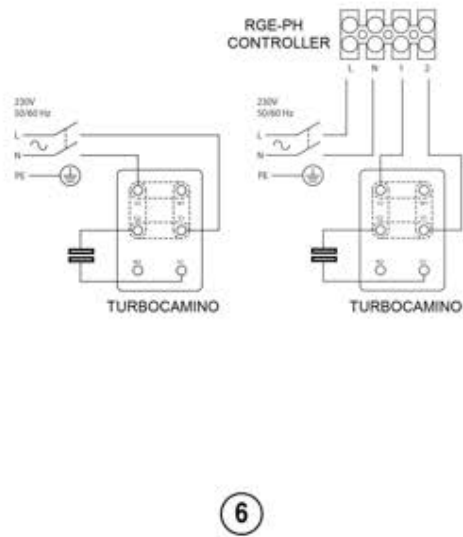 RGE-PH
CONTROLLER
L N 1 2
230V
50/60 Hz
L
N
PE
TURBOCAMINO
230V
50/60 Hz
L
N
PE
TURBOCAMINO
6